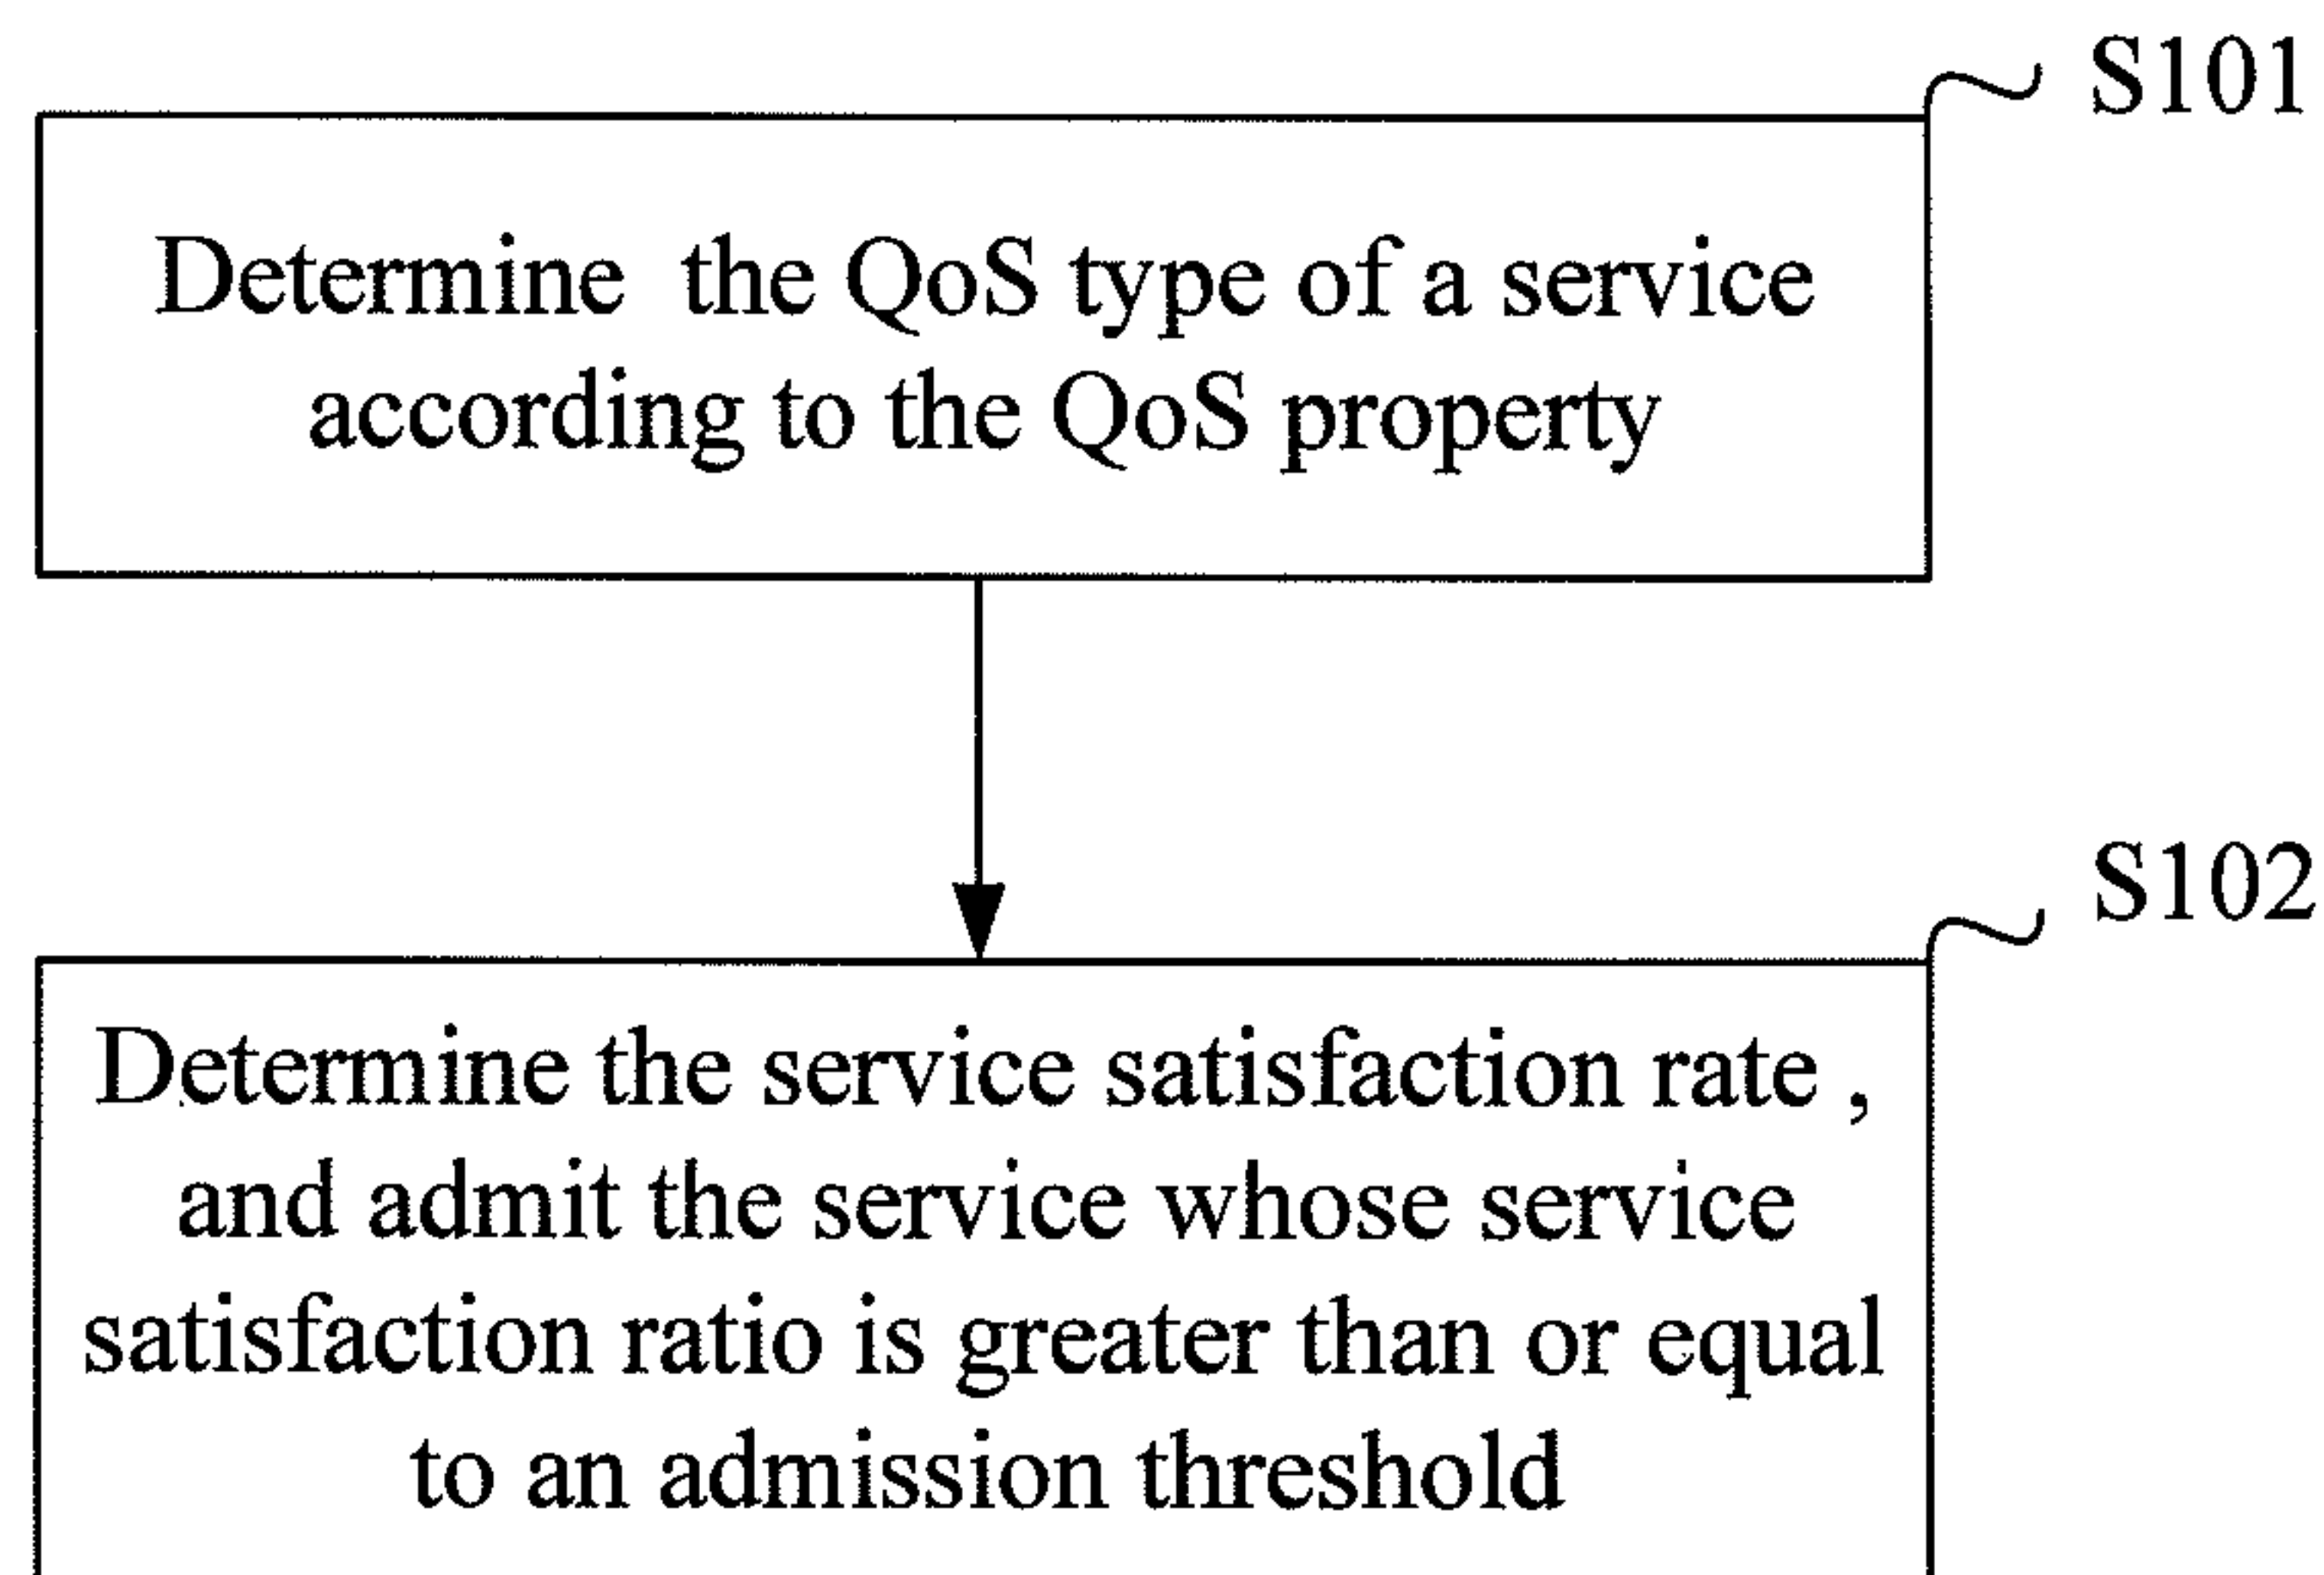 S101
Determine the QoS type of a service
according to the QoS property
S102
Determine the service satisfaction rate ,
and admit the service whose service
satisfaction ratio is greater than or equal
to an admission threshold